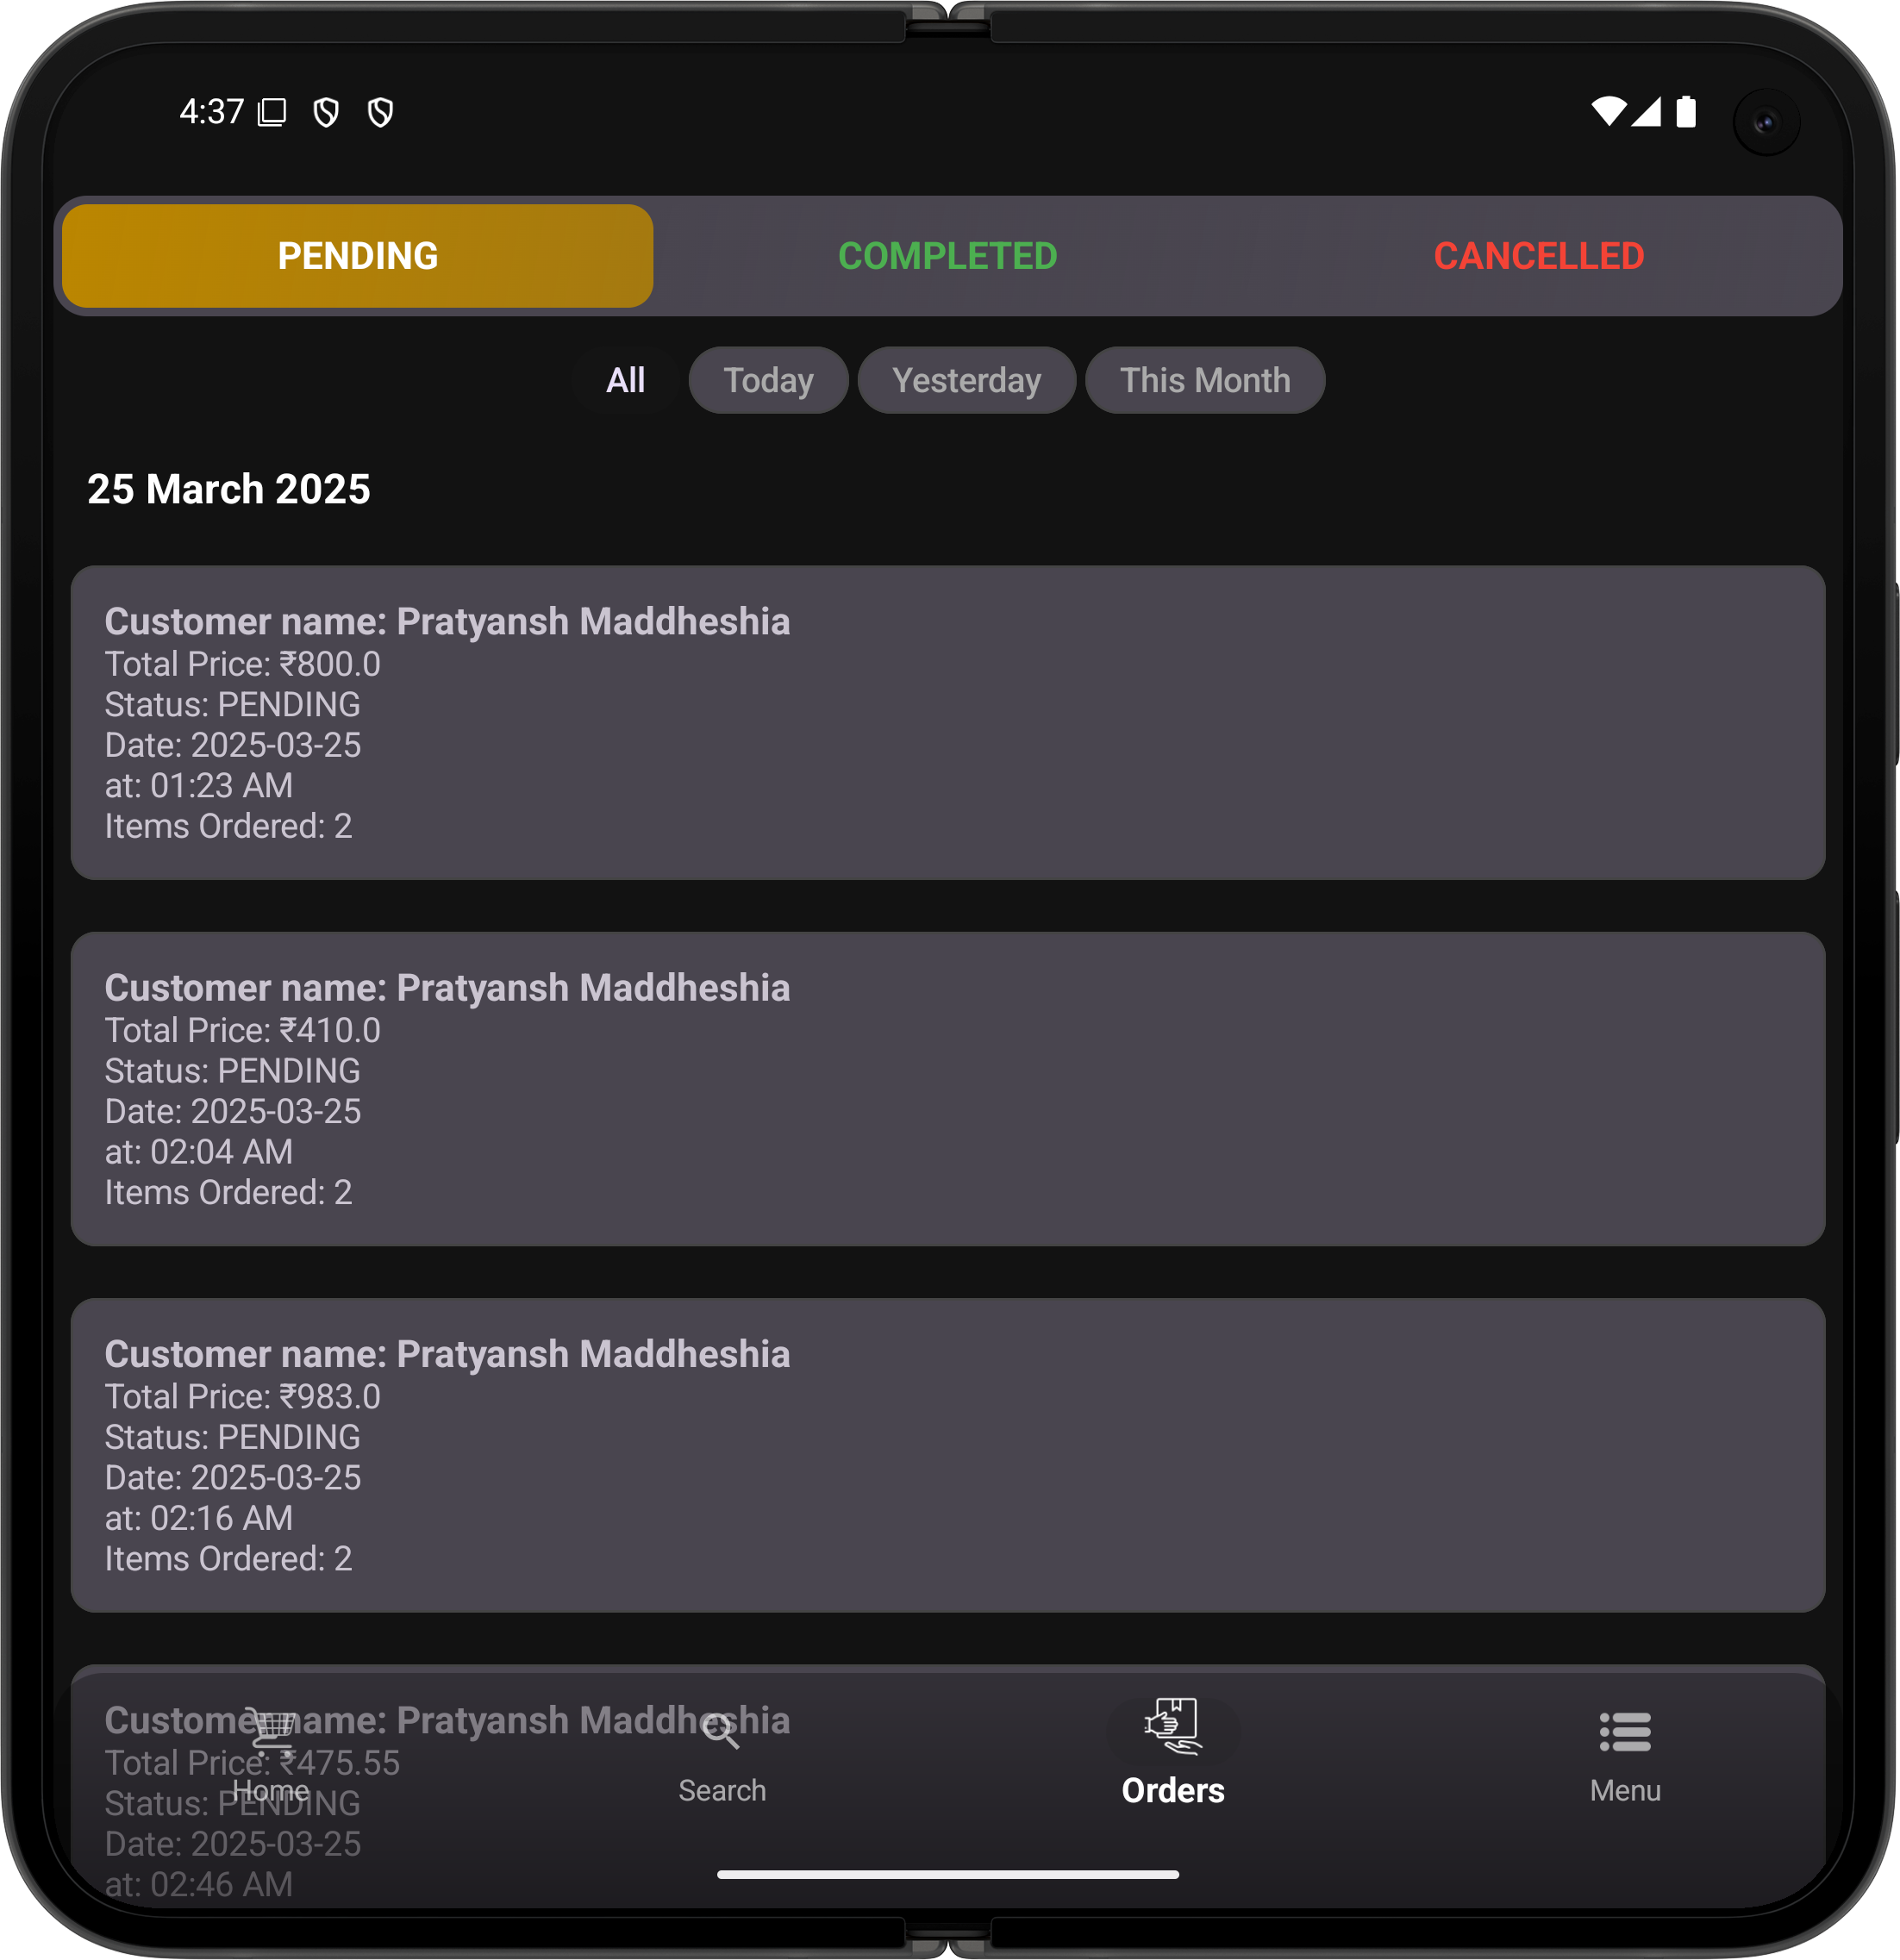 4:37
PENDING COMPLETED CANCELLED
All Today Yesterday This Month
25 March 2025
Customer name: Pratyansh Maddheshia
Total Price: ₹800.0
Status: PENDING
Date: 2025-03-25
at: 01:23 AM
Items Ordered: 2
Customer name: Pratyansh Maddheshia
Total Price: ₹410.0
Status: PENDING
Date: 2025-03-25
at: 02:04 AM
Items Ordered: 2
Customer name: Pratyansh Maddheshia
Total Price: ₹983.0
Status: PENDING
Date: 2025-03-25
at: 02:16 AM
Items Ordered: 2
Customer name: Pratyansh Maddheshia
Total Price: ₹475.55
Status: PENDING
Date: 2025-03-25
at: 02:46 AM
Home Search Orders Menu